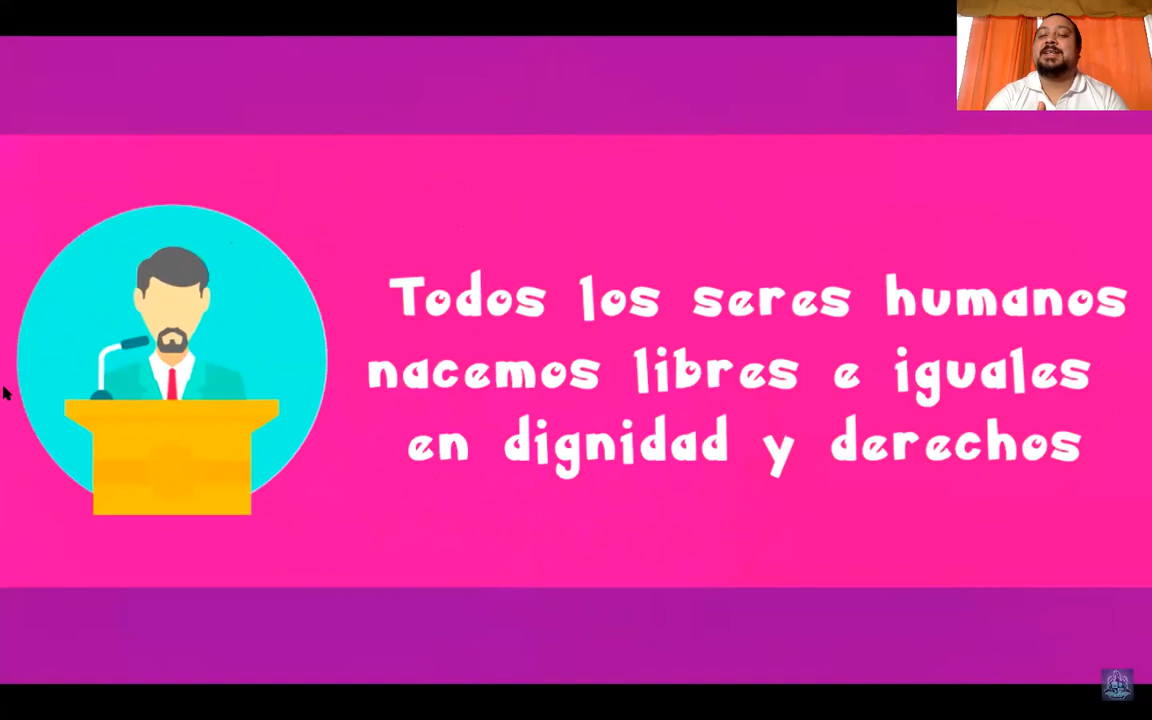 Todos los seres humanos
nacemos libres e iguales
en dignidad y derechos